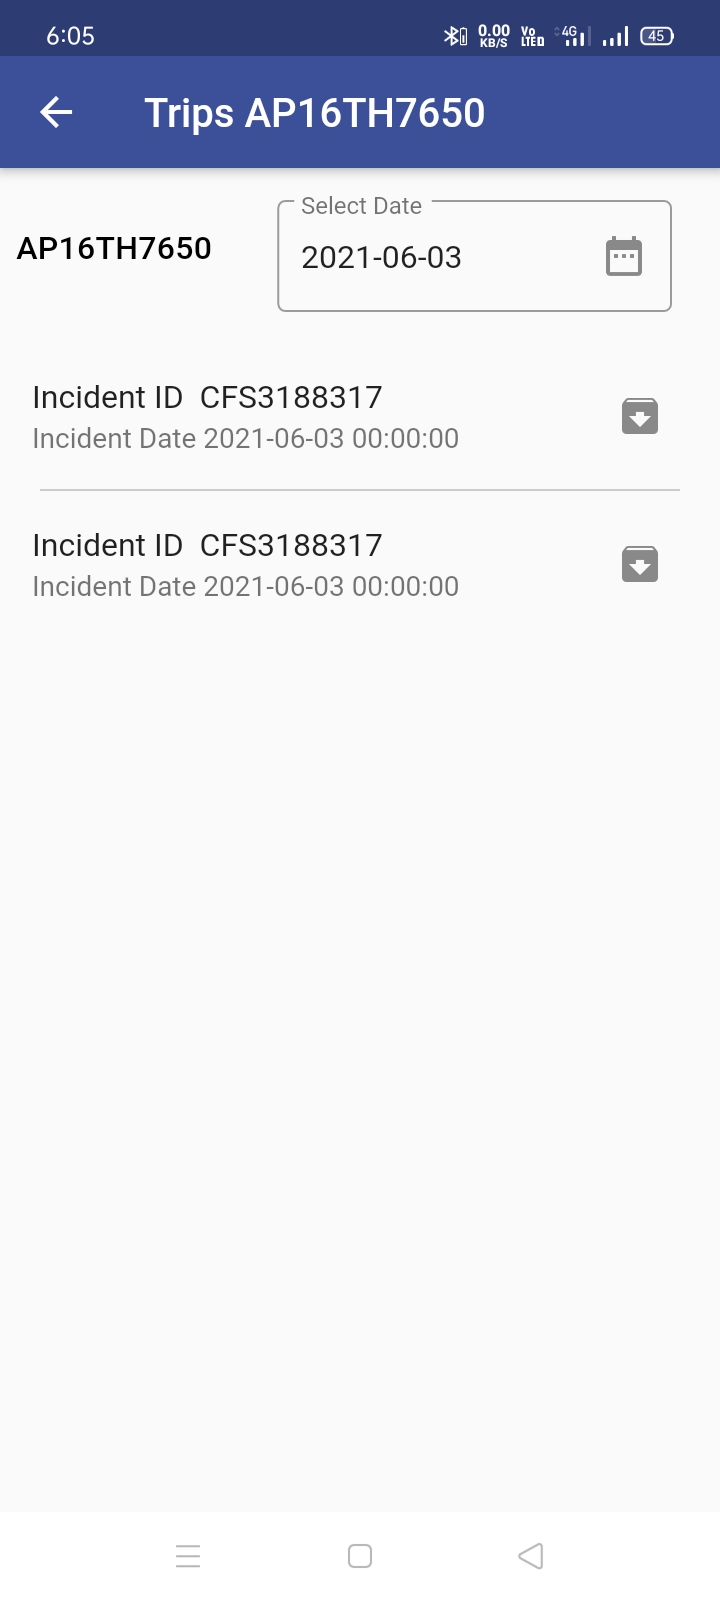 6:05
0.00 KB/S
Vo LTE
4G
45
Trips AP16TH7650
AP16TH7650
Select Date
2021-06-03
Incident ID  CFS3188317
Incident Date 2021-06-03 00:00:00
Incident ID  CFS3188317
Incident Date 2021-06-03 00:00:00